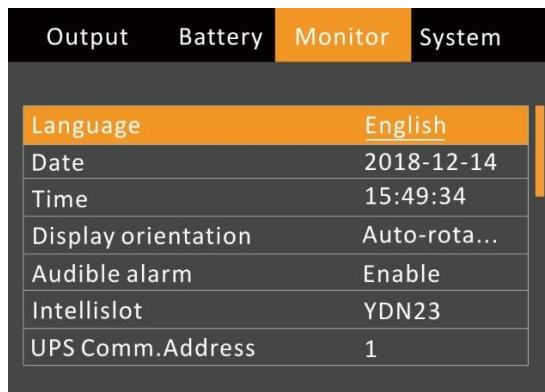 Output Battery Monitor System
Language English
Date 2018-12-14
Time 15:49:34
Display orientation Auto-rota...
Audible alarm Enable
Intellislot YDN23
UPS Comm.Address 1